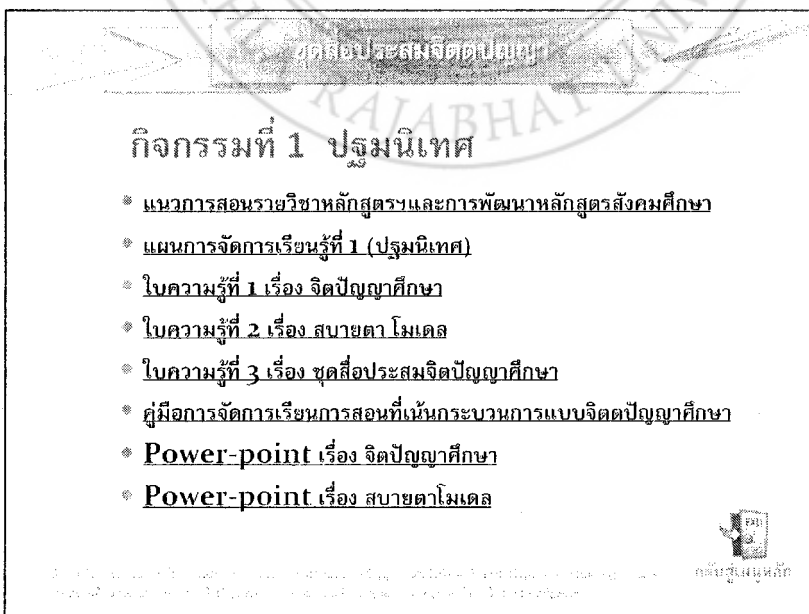 RAJABHAT
ชุดสื่อประสมจิตตปัญญา
กิจกรรมที่ 1 ปฐมนิเทศ
แนวการสอนรายวิชาหลักสูตรฯและการพัฒนาหลักสูตรสังคมศึกษา
แผนการจัดการเรียนรู้ที่ 1 (ปฐมนิเทศ)
ใบความรู้ที่ 1 เรื่อง จิตปัญญาศึกษา
ใบความรู้ที่ 2 เรื่อง สบายตา โมเดล
ใบความรู้ที่ 3 เรื่อง ชุดสื่อประสมจิตปัญญาศึกษา
คู่มือการจัดการเรียนการสอนที่เน้นกระบวนการแบบจิตตปัญญาศึกษา
Power-point เรื่อง จิตปัญญาศึกษา
Power-point เรื่อง สบายตาโมเดล
EXIT
กลับสู่เมนูหลัก